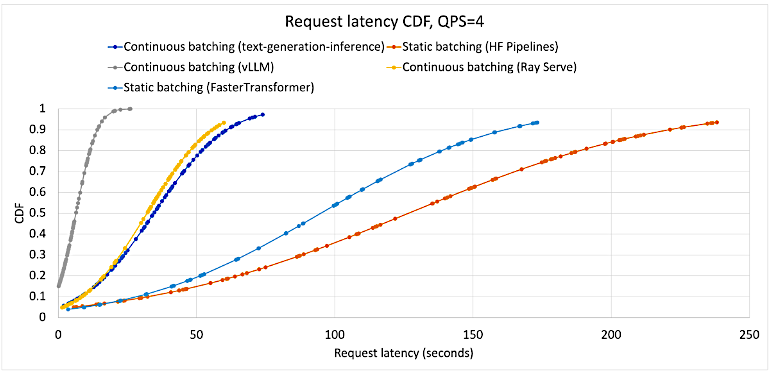 Request latency CDF, QPS=4
Continuous batching (text-generation-inference) Static batching (HF Pipelines)
Continuous batching (vLLM) Continuous batching (Ray Serve)
Static batching (FasterTransformer)
1
0.9
0.8
0.7
0.6
0.5
0.4
0.3
0.2
0.1
0
CDF
0 50 100 150 200 250
Request latency (seconds)